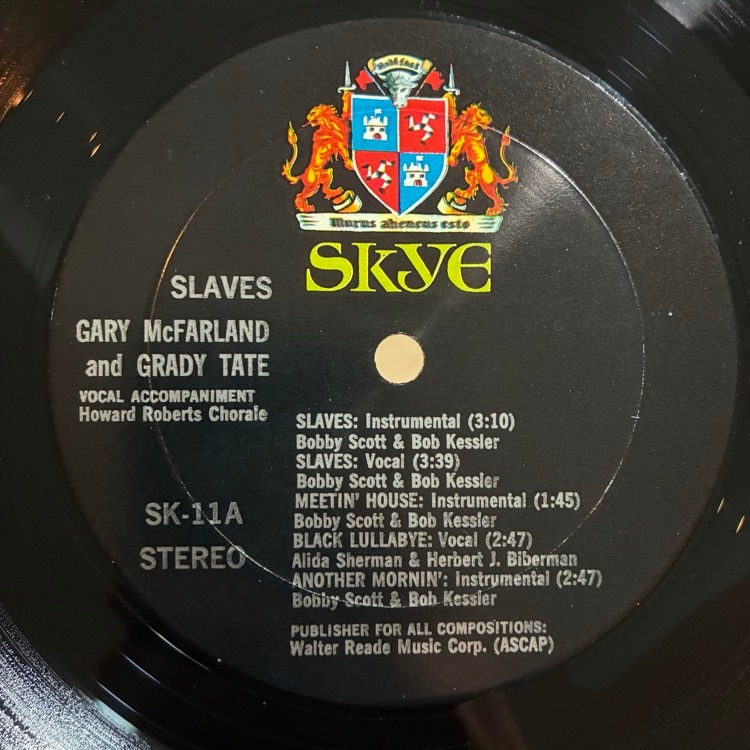 Hold fast
Murus aheneus esto
SKYE
SLAVES
GARY McFARLAND
and GRADY TATE
VOCAL ACCOMPANIMENT
Howard Roberts Chorale
SK-11A
STEREO
SLAVES: Instrumental (3:10)
Bobby Scott & Bob Kessler
SLAVES: Vocal (3:39)
Bobby Scott & Bob Kessler
MEETIN' HOUSE: Instrumental (1:45)
Bobby Scott & Bob Kessler
BLACK LULLABYE: Vocal (2:47)
Alida Sherman & Herbert J. Biberman
ANOTHER MORNIN': Instrumental (2:47)
Bobby Scott & Bob Kessler
PUBLISHER FOR ALL COMPOSITIONS:
Walter Reade Music Corp. (ASCAP)